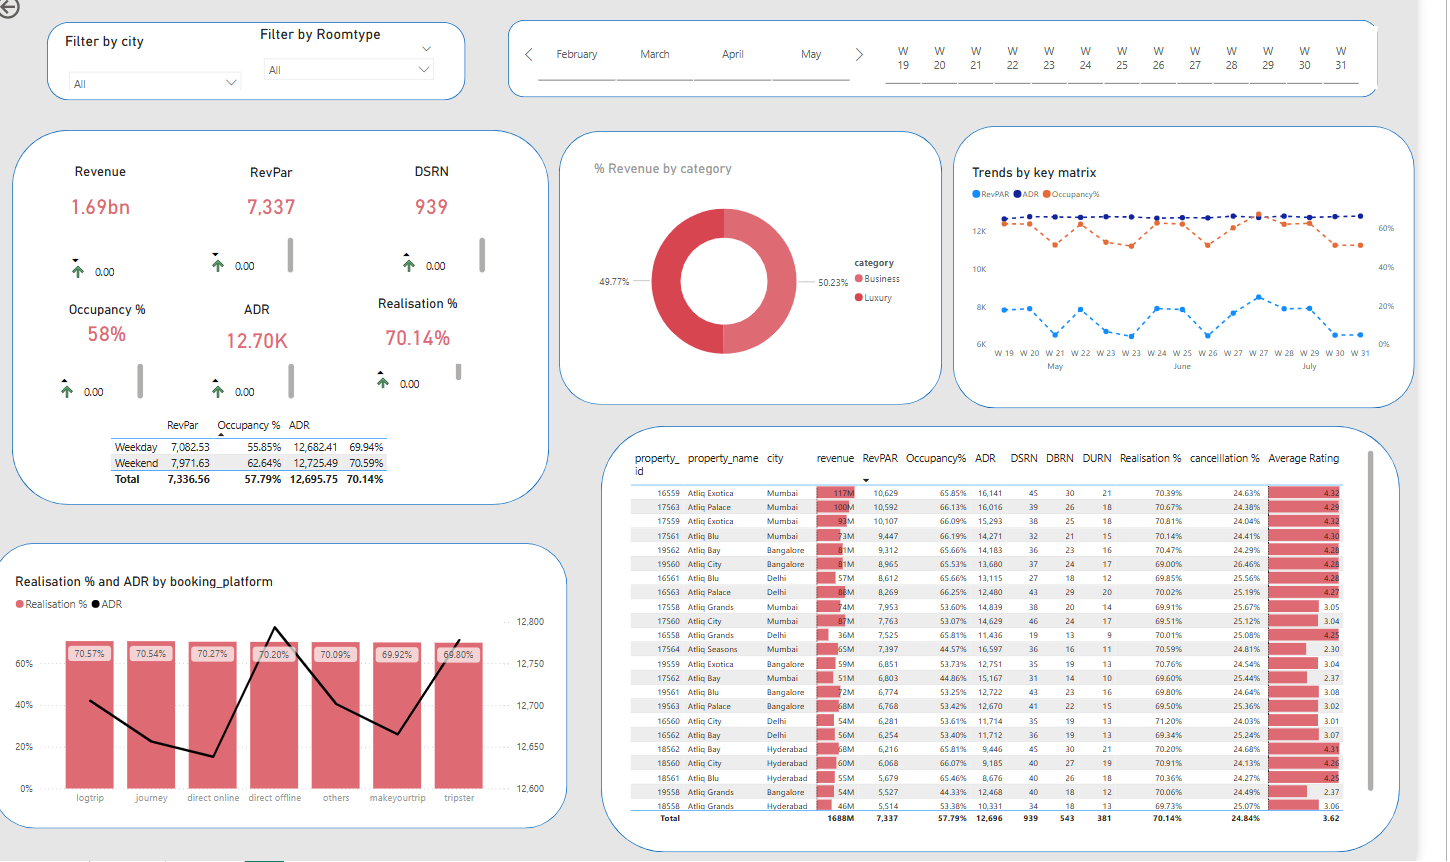 Filter by city
Filter by Roomtype
All
All
February March April May
W 19 W 20 W 21 W 22 W 23 W 24 W 25 W 26 W 27 W 28 W 29 W 30 W 31
Revenue RevPar DSRN
1.69bn 7,337 939
0.00 0.00 0.00
Occupancy % ADR Realisation %
58% 12.70K 70.14%
0.00 0.00 0.00
RevPar Occupancy % ADR
Weekday 7,082.53 55.85% 12,682.41 69.94%
Weekend 7,971.63 62.64% 12,725.49 70.59%
Total 7,336.56 57.79% 12,695.75 70.14%
% Revenue by category
49.77%
50.23%
category
Business
Luxury
Trends by key matrix
RevPAR ADR Occupancy%
12K
10K
8K
6K
60%
40%
20%
0%
W 19 W 20 W 21 W 22 W 23 W 23 W 24 W 25 W 26 W 27 W 27 W 28 W 29 W 30 W 31
May June July
Realisation % and ADR by booking_platform
Realisation % ADR
60%
40%
20%
0%
70.57% 70.54% 70.27% 70.20% 70.09% 69.92% 69.80%
12,800
12,750
12,700
12,650
12,600
logtrip journey direct online direct offline others makeyourtrip tripster
property_id property_name city revenue RevPAR Occupancy% ADR DSRN DBRN DURN Realisation % cancelllation % Average Rating
16559 Atliq Exotica Mumbai 117M 10,629 65.85% 16,141 45 30 21 70.39% 24.63% 4.32
17563 Atliq Palace Mumbai 100M 10,592 66.13% 16,016 39 26 18 70.67% 24.38% 4.29
17559 Atliq Exotica Mumbai 93M 10,107 66.09% 15,293 38 25 18 70.81% 24.04% 4.32
17561 Atliq Blu Mumbai 73M 9,447 66.19% 14,271 32 21 15 70.14% 24.41% 4.30
19562 Atliq Bay Bangalore 81M 9,312 65.66% 14,183 36 23 16 70.47% 24.29% 4.28
19560 Atliq City Bangalore 81M 8,965 65.53% 13,680 37 24 17 69.00% 26.46% 4.28
16561 Atliq Blu Delhi 57M 8,612 65.66% 13,115 27 18 12 69.85% 25.56% 4.28
16563 Atliq Palace Delhi 88M 8,269 66.25% 12,480 43 29 20 70.02% 25.19% 4.27
17558 Atliq Grands Mumbai 74M 7,953 53.60% 14,839 38 20 14 69.91% 25.67% 3.05
17560 Atliq City Mumbai 87M 7,763 53.07% 14,629 46 24 17 69.51% 25.12% 3.04
16558 Atliq Grands Delhi 36M 7,525 65.81% 11,436 19 13 9 70.01% 25.08% 4.25
17564 Atliq Seasons Mumbai 65M 7,397 44.57% 16,597 36 16 11 70.59% 24.81% 2.30
19559 Atliq Exotica Bangalore 59M 6,851 53.73% 12,751 35 19 13 70.76% 24.54% 3.04
17562 Atliq Bay Mumbai 51M 6,803 44.86% 15,167 31 14 10 69.60% 25.44% 2.37
19561 Atliq Blu Bangalore 72M 6,774 53.25% 12,722 43 23 16 69.80% 24.64% 3.08
19563 Atliq Palace Bangalore 68M 6,768 53.42% 12,670 41 22 15 69.50% 25.36% 3.02
16560 Atliq City Delhi 54M 6,281 53.61% 11,714 35 19 13 71.20% 24.03% 3.01
16562 Atliq Bay Delhi 56M 6,254 53.40% 11,712 36 19 13 69.34% 25.24% 3.07
18562 Atliq Bay Hyderabad 68M 6,216 65.81% 9,446 45 30 21 70.20% 24.68% 4.31
18560 Atliq City Hyderabad 60M 6,068 66.07% 9,185 40 27 19 70.91% 24.13% 4.26
18561 Atliq Blu Hyderabad 55M 5,679 65.46% 8,676 40 26 18 70.36% 24.27% 4.25
19558 Atliq Grands Bangalore 54M 5,527 44.33% 12,468 40 18 12 70.06% 24.49% 2.37
18558 Atliq Grands Hyderabad 46M 5,514 53.38% 10,331 34 18 13 69.73% 25.07% 3.06
Total 1688M 7,337 57.79% 12,696 939 543 381 70.14% 24.84% 3.62